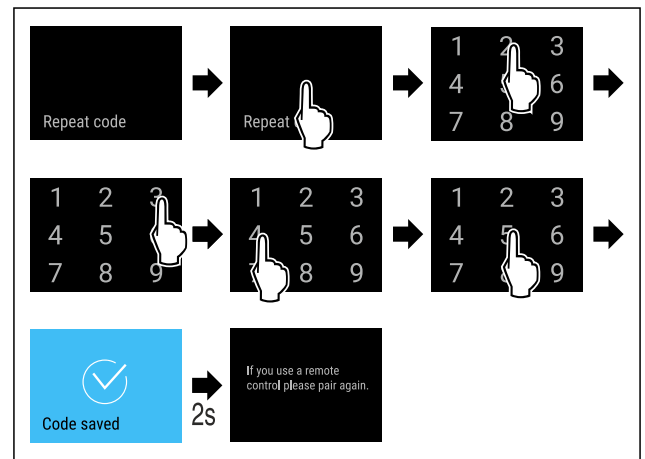 Repeat code
Repeat
1 2 3
4 6
7 8 9
1 2 3
4 5
7 8 9
1 2 3
4 5 6
8 9
1 2 3
4 5 6
7 9
Code saved
2s
If you use a remote
control please pair again.